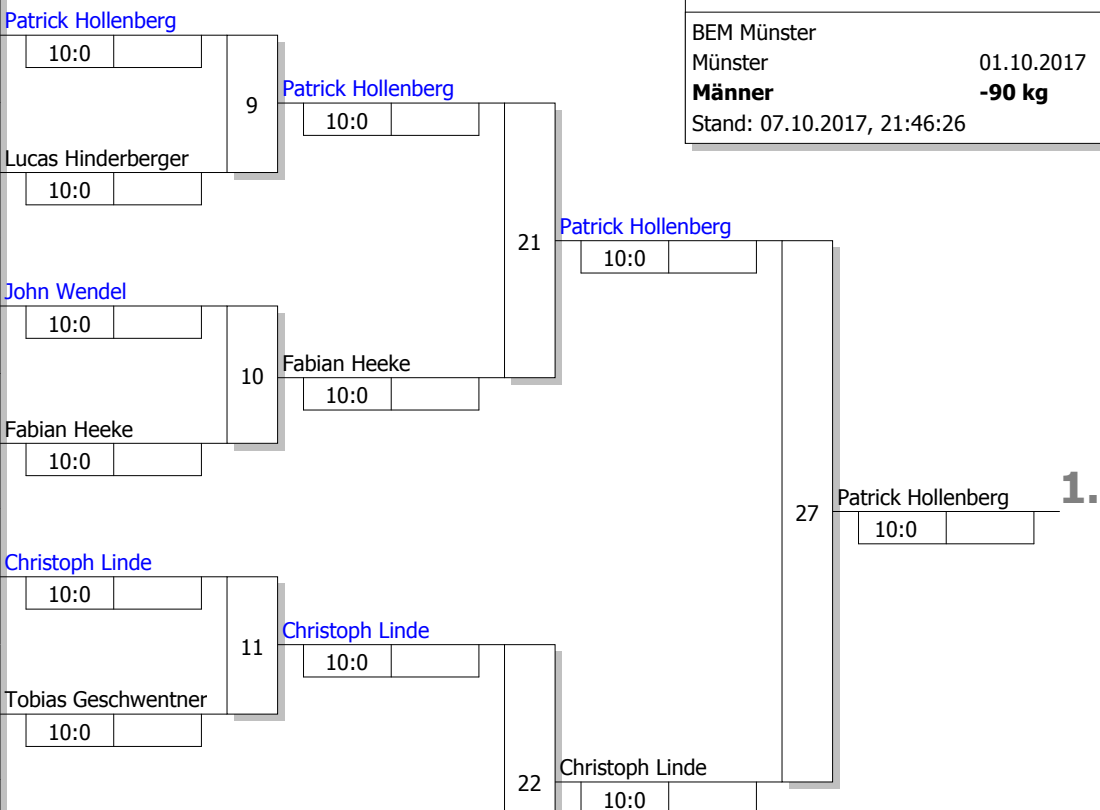 Patrick Hollenberg
10:0
BEM Münster
Münster 01.10.2017
Männer -90 kg
Stand: 07.10.2017, 21:46:26
9
Patrick Hollenberg
10:0
Lucas Hinderberger
10:0
21
Patrick Hollenberg
10:0
John Wendel
10:0
10
Fabian Heeke
10:0
Fabian Heeke
10:0
27
Patrick Hollenberg
1.
10:0
Christoph Linde
10:0
11
Christoph Linde
10:0
Tobias Geschwentner
10:0
22
Christoph Linde
10:0